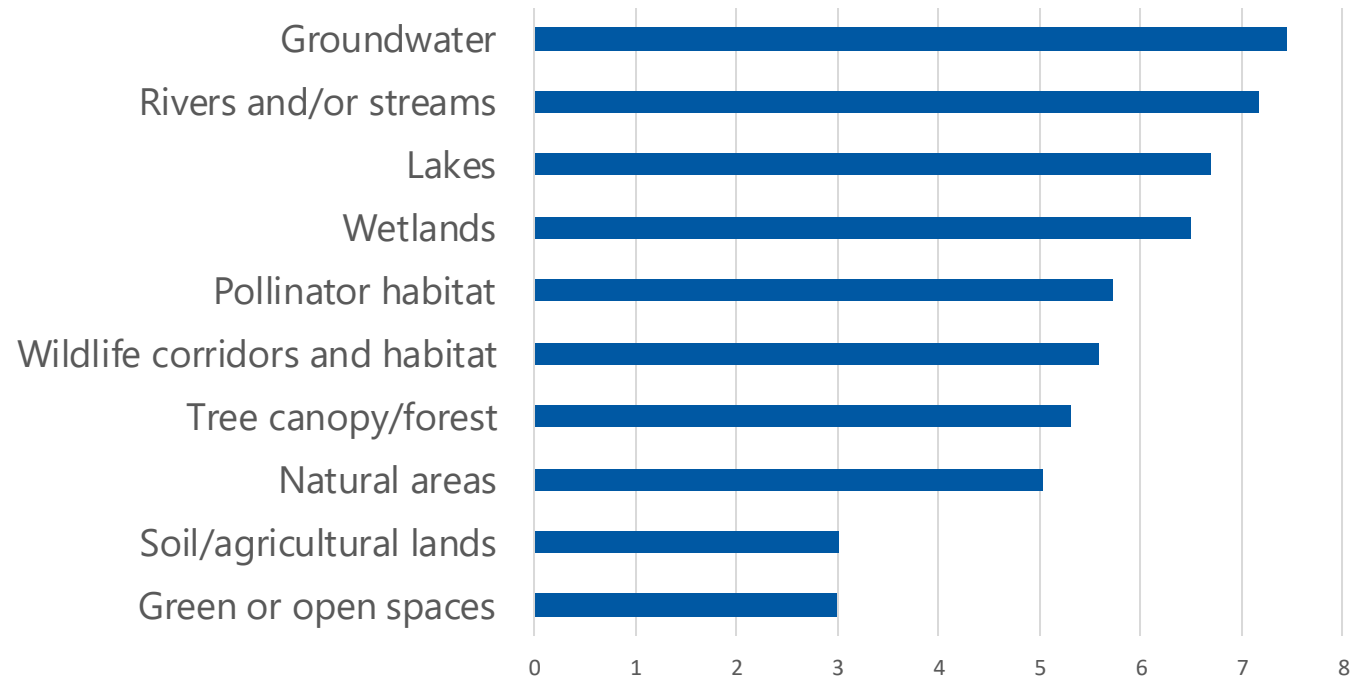 Groundwater
Rivers and/or streams
Lakes
Wetlands
Pollinator habitat
Wildlife corridors and habitat
Tree canopy/forest
Natural areas
Soil/agricultural lands
Green or open spaces
0 1 2 3 4 5 6 7 8